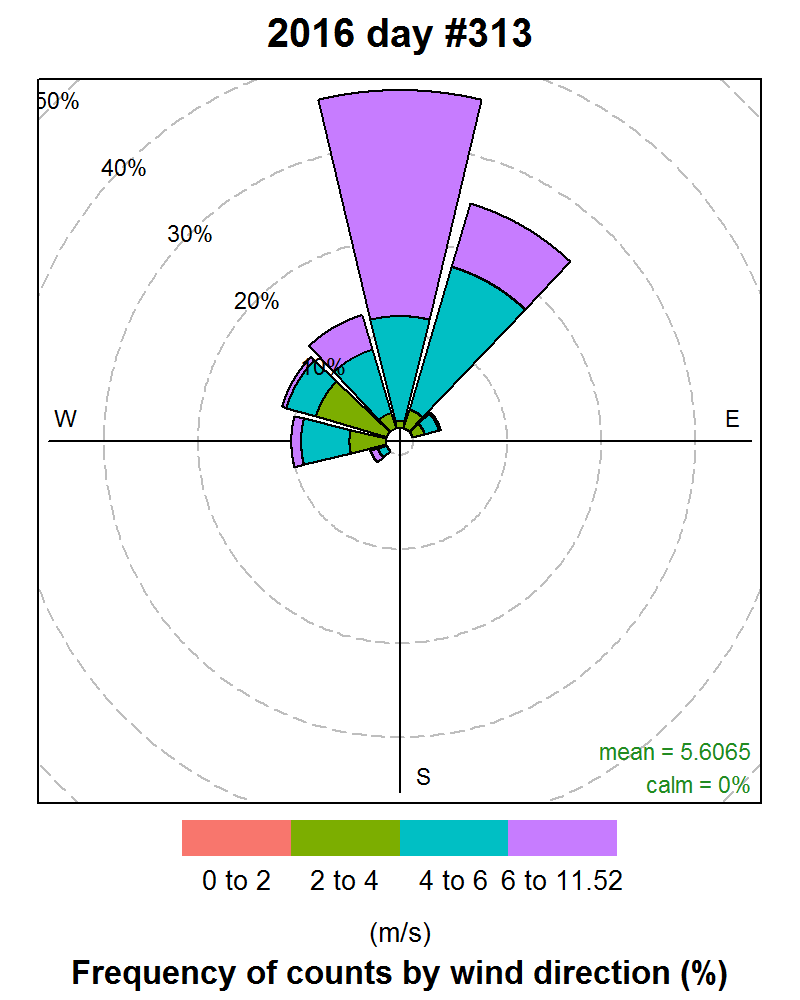 2016 day #313
50%
40%
30%
20%
10%
W
E
S
mean = 5.6065
calm = 0%
0 to 2 2 to 4 4 to 6 6 to 11.52
(m/s)
Frequency of counts by wind direction (%)